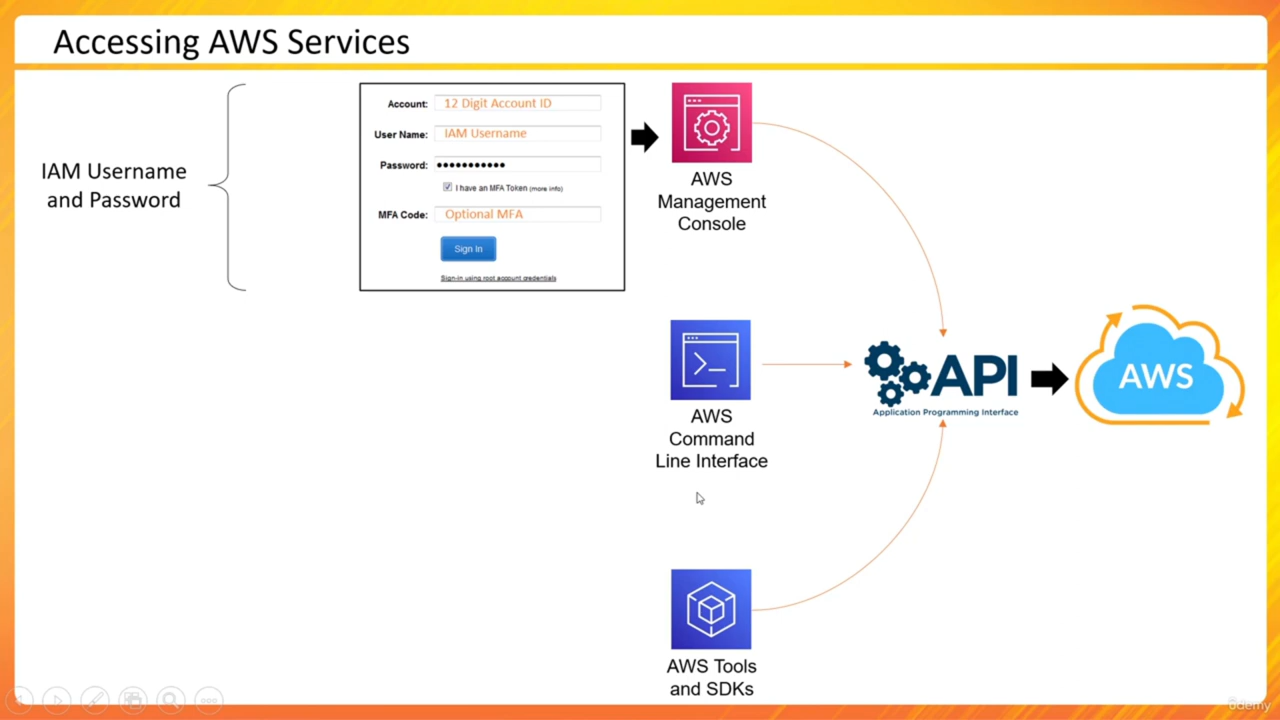 Accessing AWS Services
IAM Username
and Password
Account: 12 Digit Account ID
User Name: IAM Username
Password: •••••••••••
I have an MFA Token (more info)
MFA Code: Optional MFA
Sign In
Sign-in using root account credentials
AWS
Management
Console
AWS
Command
Line Interface
AWS Tools
and SDKs
API
Application Programming Interface
AWS
ûdemy